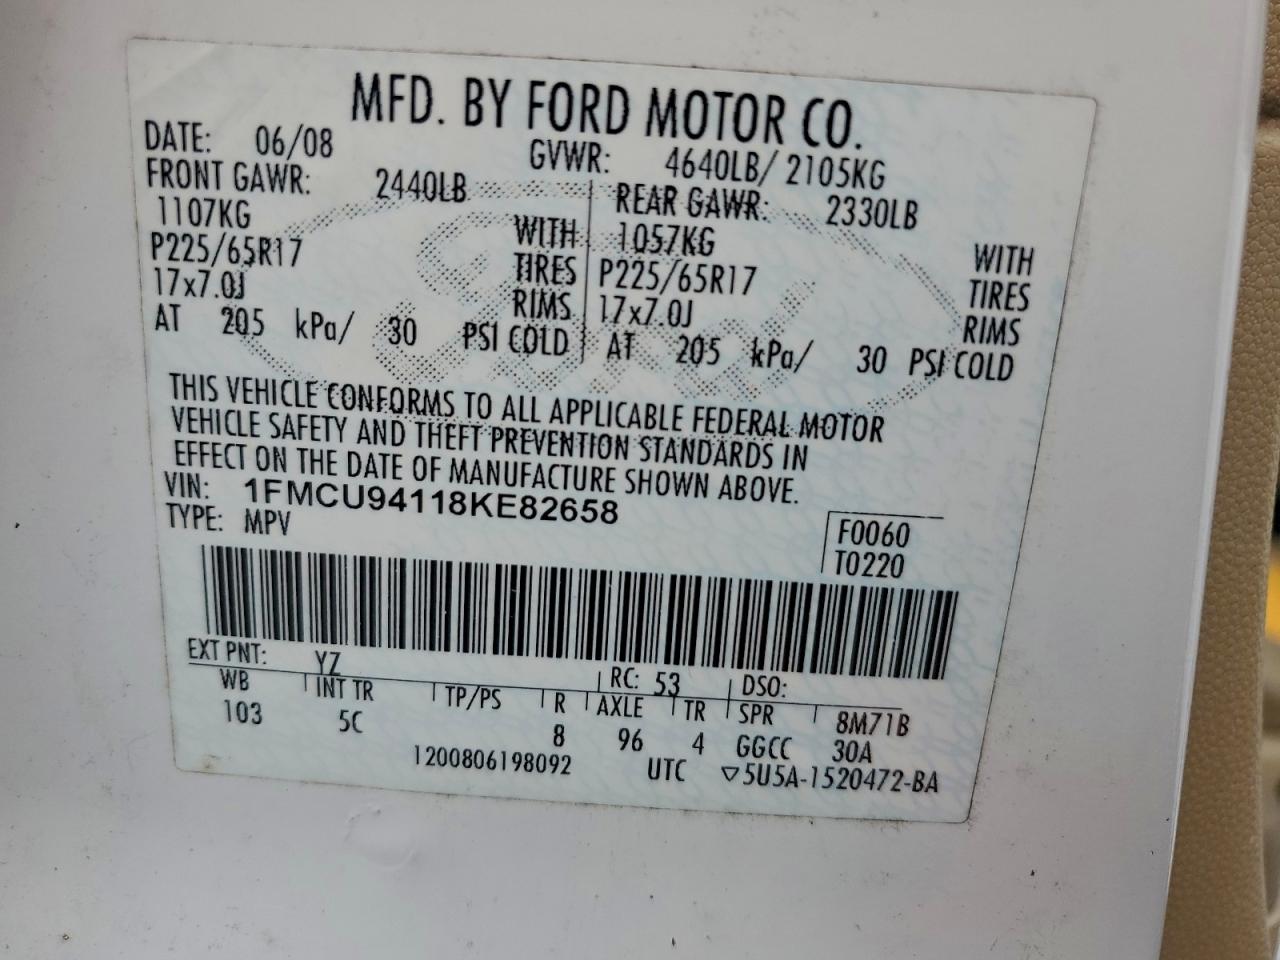 MFD. BY FORD MOTOR CO.
DATE: 06/08 GVWR: 4640LB/ 2105KG
FRONT GAWR: 2440LB REAR GAWR: 2330LB
1107KG WITH 1057KG WITH
P225/65R17 TIRES P225/65R17 TIRES
17x7.0J RIMS 17x7.0J RIMS
AT 205 kPa/ 30 PSI COLD AT 205 kPa/ 30 PSI COLD
THIS VEHICLE CONFORMS TO ALL APPLICABLE FEDERAL MOTOR
VEHICLE SAFETY AND THEFT PREVENTION STANDARDS IN
EFFECT ON THE DATE OF MANUFACTURE SHOWN ABOVE.
VIN: 1FMCU94118KE82658
TYPE: MPV
F0060
T0220
EXT PNT: YZ RC: 53 DSO:
WB INT TR TP/PS R AXLE TR SPR 8M71B
103 5C 8 96 4 GGCC 30A
1200806198092 UTC ▽5U5A-1520472-BA
Ford